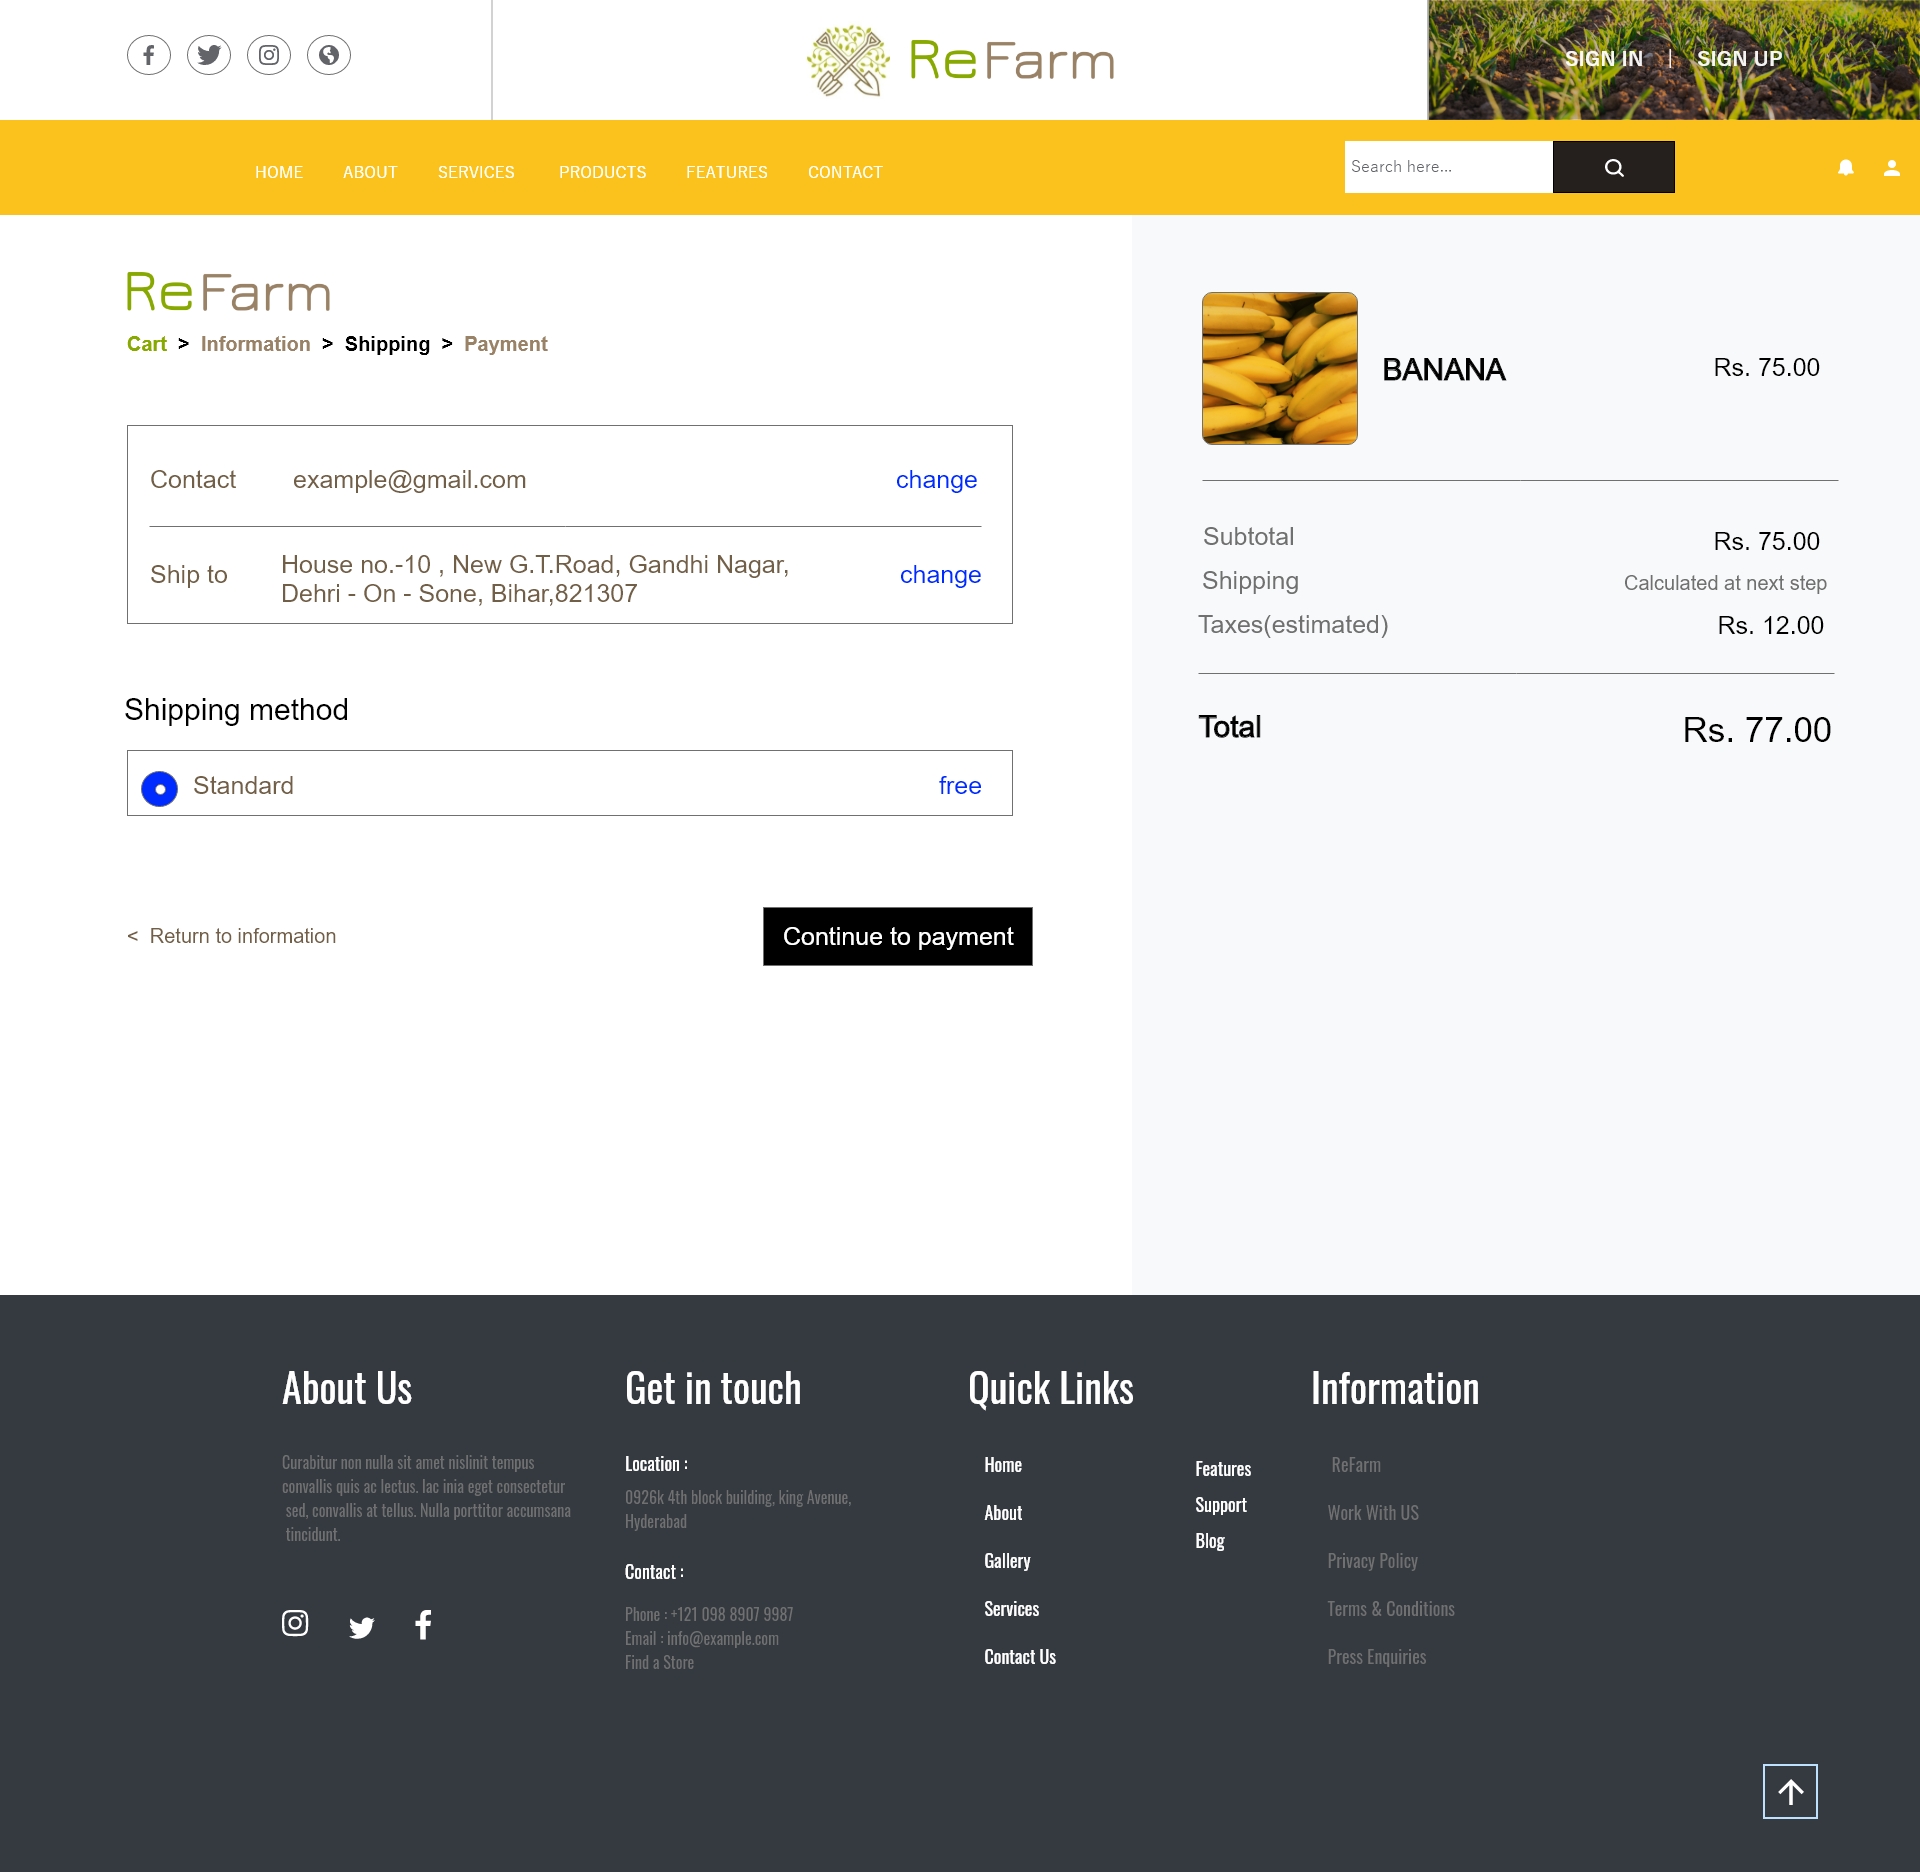 ReFarm
SIGN IN | SIGN UP
HOME ABOUT SERVICES PRODUCTS FEATURES CONTACT
Search here...
ReFarm
Cart > Information > Shipping > Payment
Contact example@gmail.com change
Ship to House no.-10 , New G.T.Road, Gandhi Nagar,
Dehri - On - Sone, Bihar,821307 change
Shipping method
Standard free
< Return to information
Continue to payment
BANANA Rs. 75.00
Subtotal Rs. 75.00
Shipping Calculated at next step
Taxes(estimated) Rs. 12.00
Total Rs. 77.00
About Us
Curabitur non nulla sit amet nislinit tempus
convallis quis ac lectus. lac inia eget consectetur
sed, convallis at tellus. Nulla porttitor accumsana
tincidunt.
Get in touch
Location :
0926k 4th block building, king Avenue,
Hyderabad
Contact :
Phone : +121 098 8907 9987
Email : info@example.com
Find a Store
Quick Links
Home
About
Gallery
Services
Contact Us
Features
Support
Blog
Information
ReFarm
Work With US
Privacy Policy
Terms & Conditions
Press Enquiries